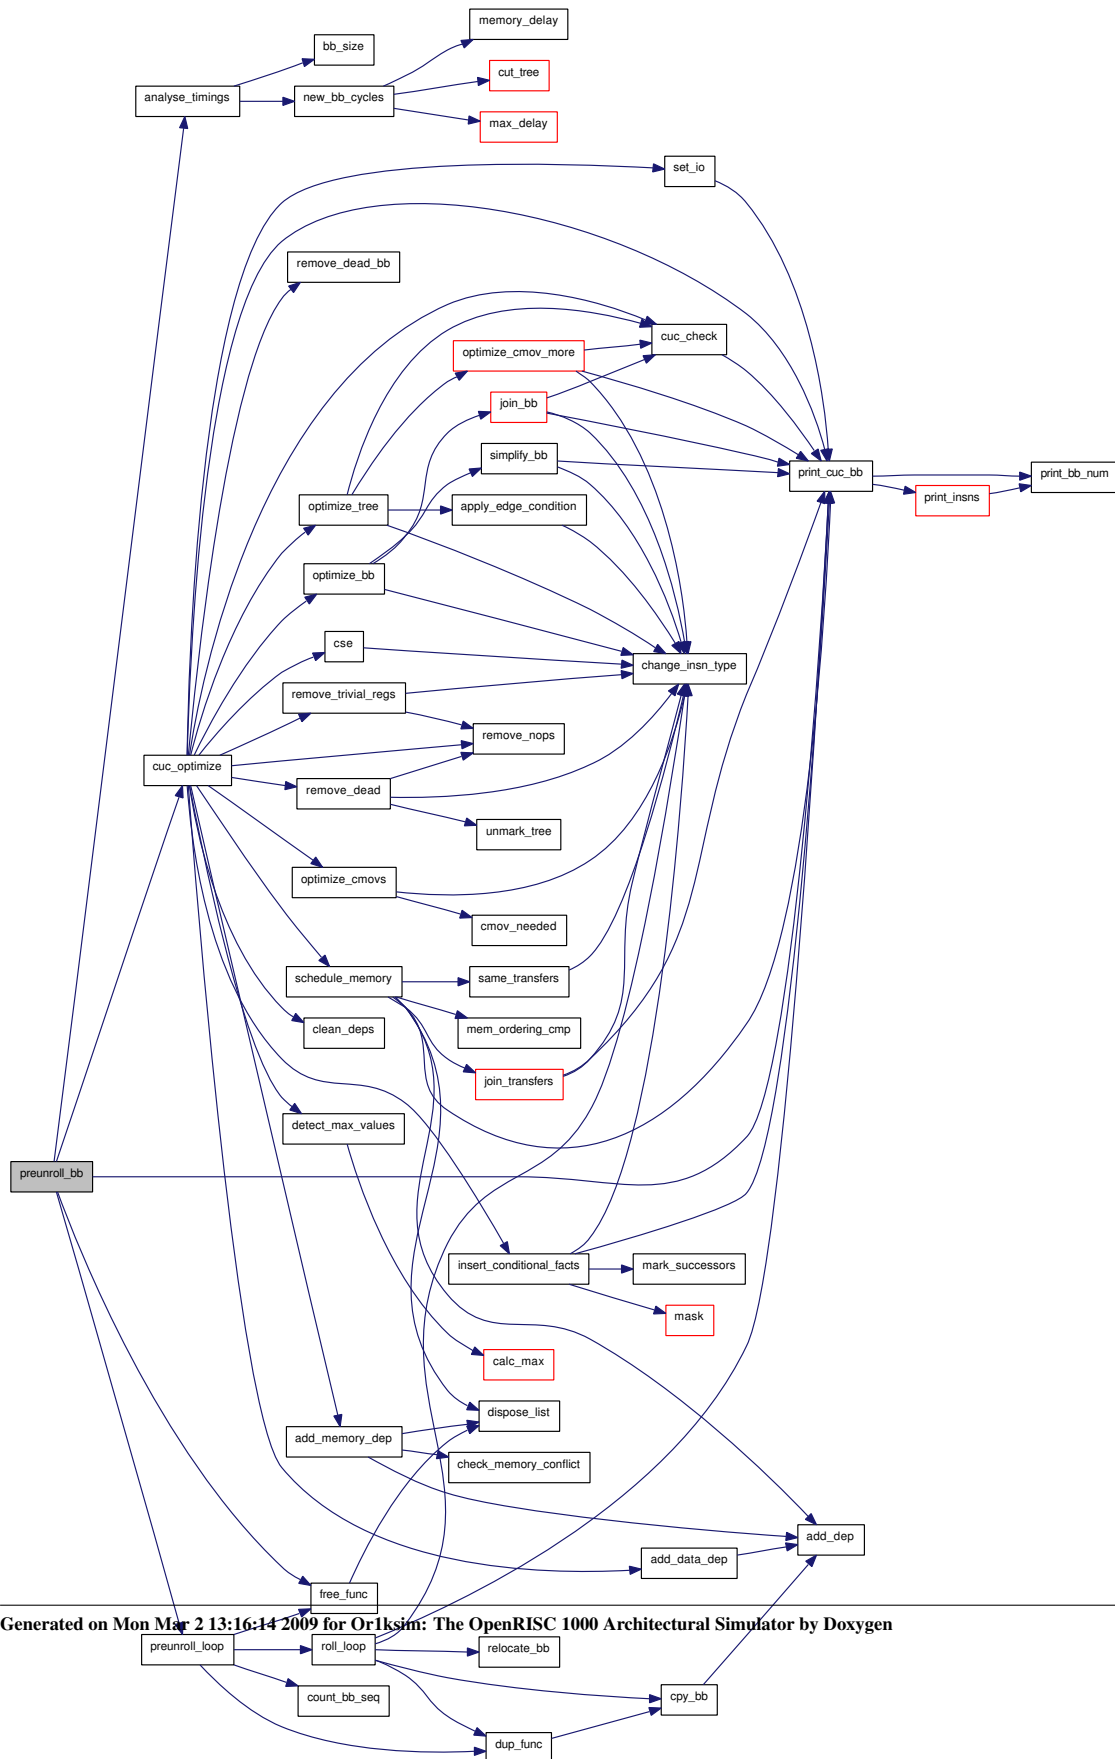 memory_delay
bb_size
cut_tree
analyse_timings
new_bb_cycles
max_delay
set_io
remove_dead_bb
cuc_check
optimize_cmov_more
join_bb
simplify_bb
print_cuc_bb
print_bb_num
print_insns
optimize_tree
apply_edge_condition
optimize_bb
cse
change_insn_type
remove_trivial_regs
remove_nops
cuc_optimize
remove_dead
unmark_tree
optimize_cmovs
cmov_needed
schedule_memory
same_transfers
clean_deps
mem_ordering_cmp
join_transfers
detect_max_values
preunroll_bb
insert_conditional_facts
mark_successors
mask
calc_max
dispose_list
add_memory_dep
check_memory_conflict
add_dep
add_data_dep
free_func
Generated on Mon Mar 2 13:16:14 2009 for Or1ksim: The OpenRISC 1000 Architectural Simulator by Doxygen
preunroll_loop
roll_loop
relocate_bb
count_bb_seq
cpy_bb
dup_func